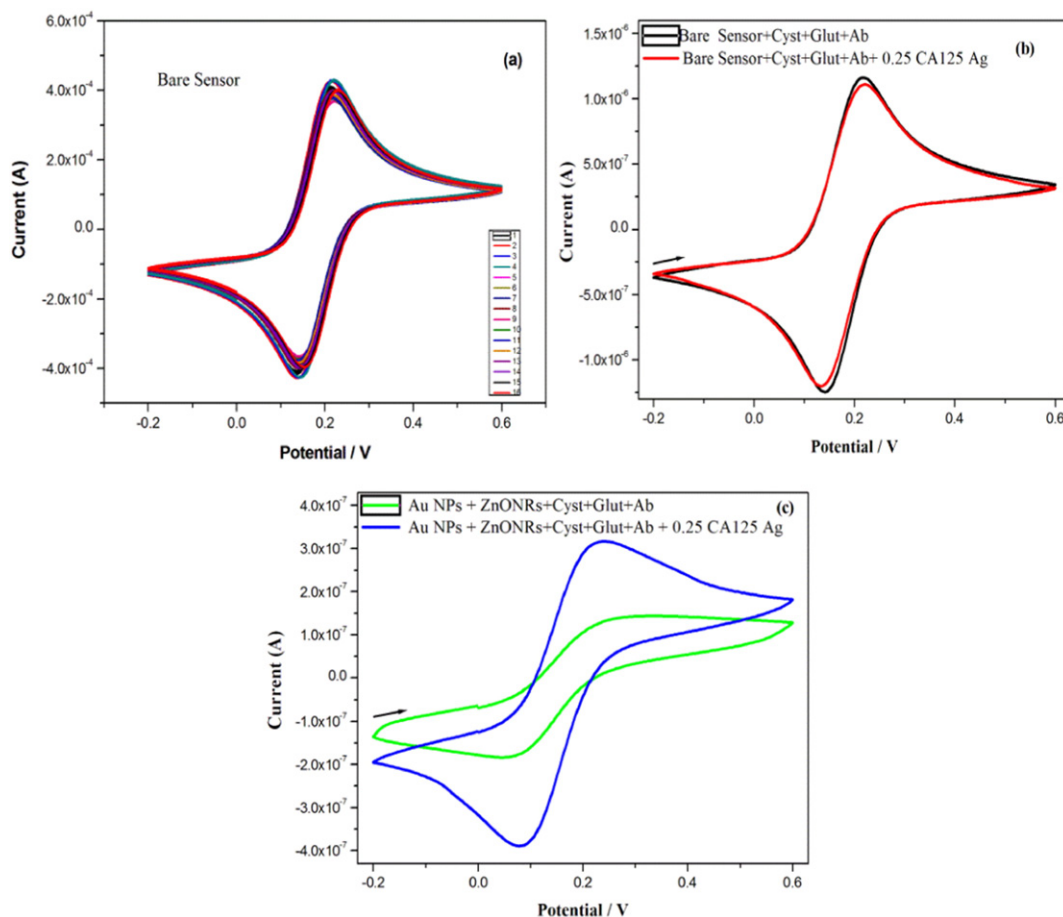 (a)
Bare Sensor
6.0x10⁻⁴
4.0x10⁻⁴
2.0x10⁻⁴
0.0
-2.0x10⁻⁴
-4.0x10⁻⁴
Current (A)
1
2
3
4
5
6
7
8
9
10
11
12
13
14
15
16
-0.2
0.0
0.2
0.4
0.6
Potential / V
(b)
Bare Sensor+Cyst+Glut+Ab
Bare Sensor+Cyst+Glut+Ab+ 0.25 CA125 Ag
1.5x10⁻⁶
1.0x10⁻⁶
5.0x10⁻⁷
0.0
-5.0x10⁻⁷
-1.0x10⁻⁶
Current (A)
-0.2
0.0
0.2
0.4
0.6
Potential / V
(c)
Au NPs + ZnONRs+Cyst+Glut+Ab
Au NPs + ZnONRs+Cyst+Glut+Ab + 0.25 CA125 Ag
4.0x10⁻⁷
3.0x10⁻⁷
2.0x10⁻⁷
1.0x10⁻⁷
0.0
-1.0x10⁻⁷
-2.0x10⁻⁷
-3.0x10⁻⁷
-4.0x10⁻⁷
Current (A)
-0.2
0.0
0.2
0.4
0.6
Potential / V